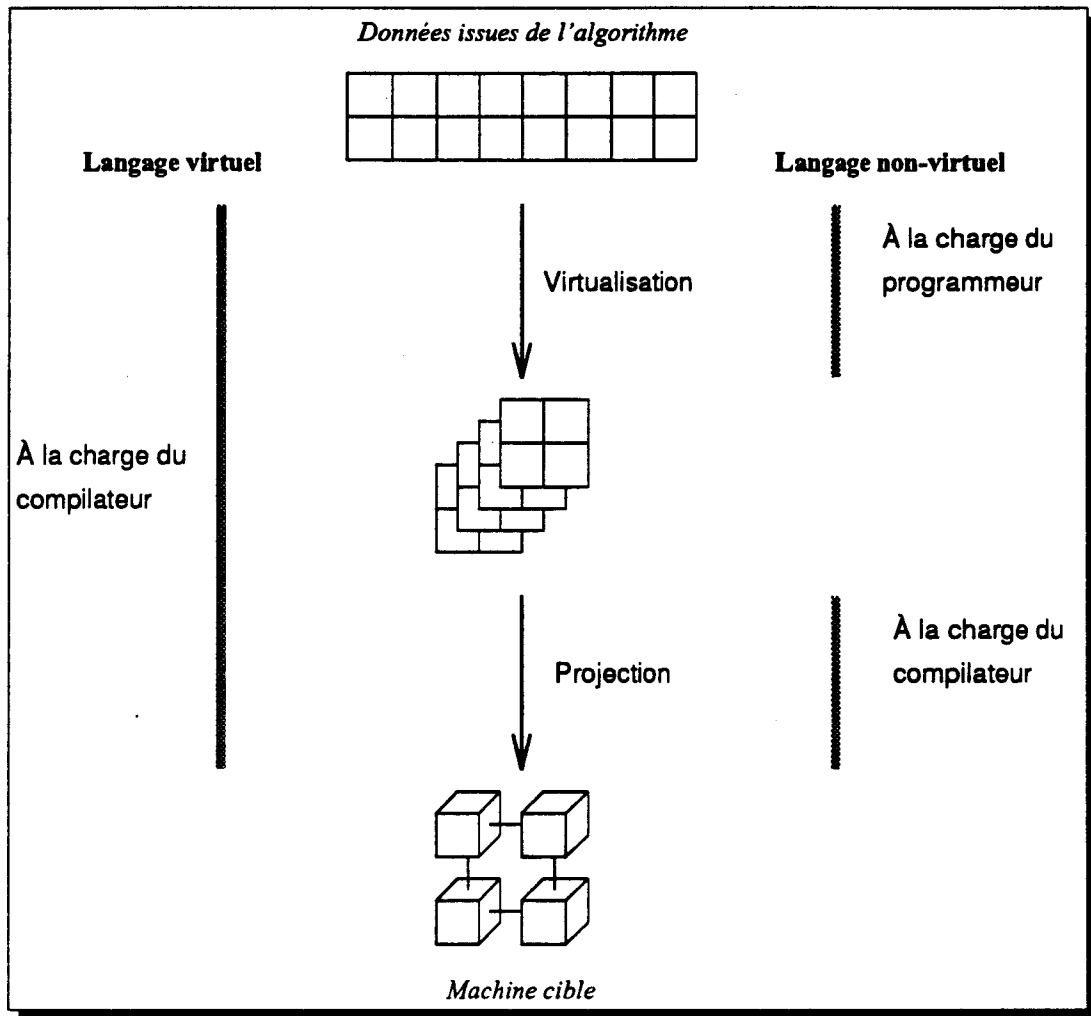 Données issues de l'algorithme
Langage virtuel
Langage non-virtuel
À la charge du
programmeur
Virtualisation
À la charge du
compilateur
À la charge du
compilateur
Projection
Machine cible